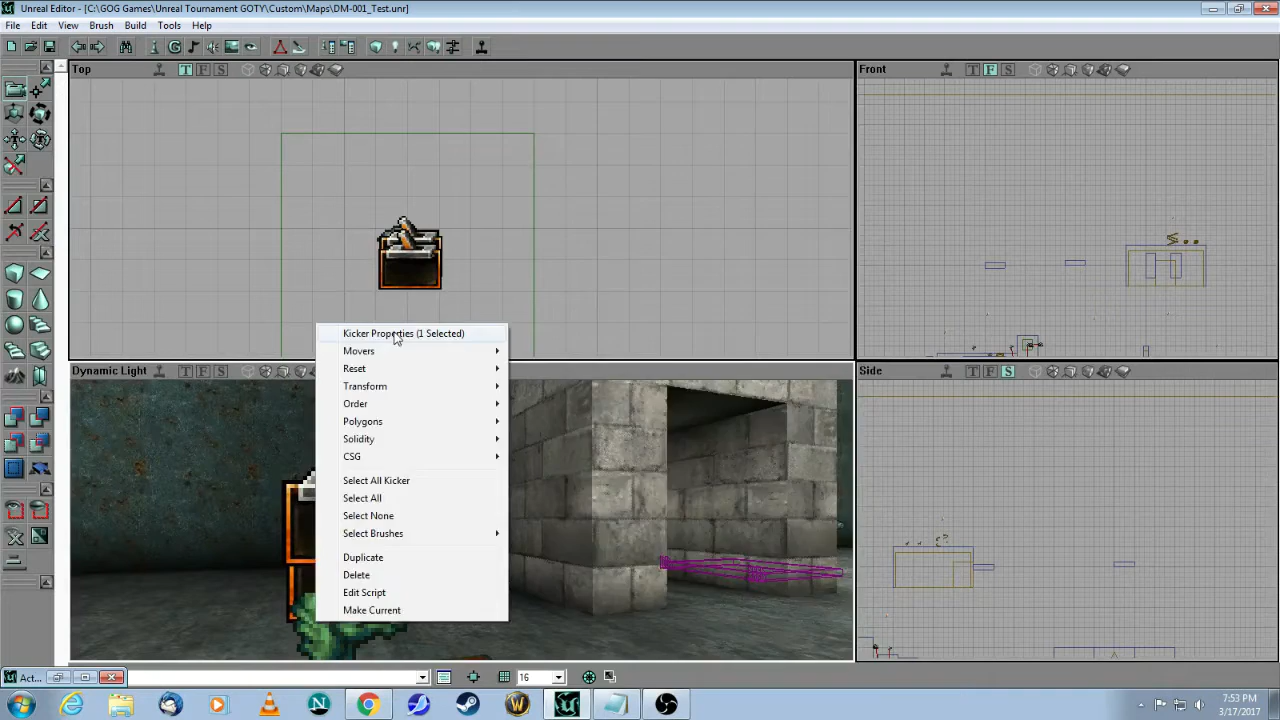 Unreal Editor - [C:\GOG Games\Unreal Tournament GOTY\Custom\Maps\DM-001_Test.unr]
File Edit View Brush Build Tools Help
Top
T F S
Front
T F S
Kicker Properties (1 Selected)
Movers
Reset
Transform
Order
Polygons
Solidity
CSG
Select All Kicker
Select All
Select None
Select Brushes
Duplicate
Delete
Edit Script
Make Current
Dynamic Light
T F S
Side
T F S
Act...
16
7:53 PM
3/17/2017